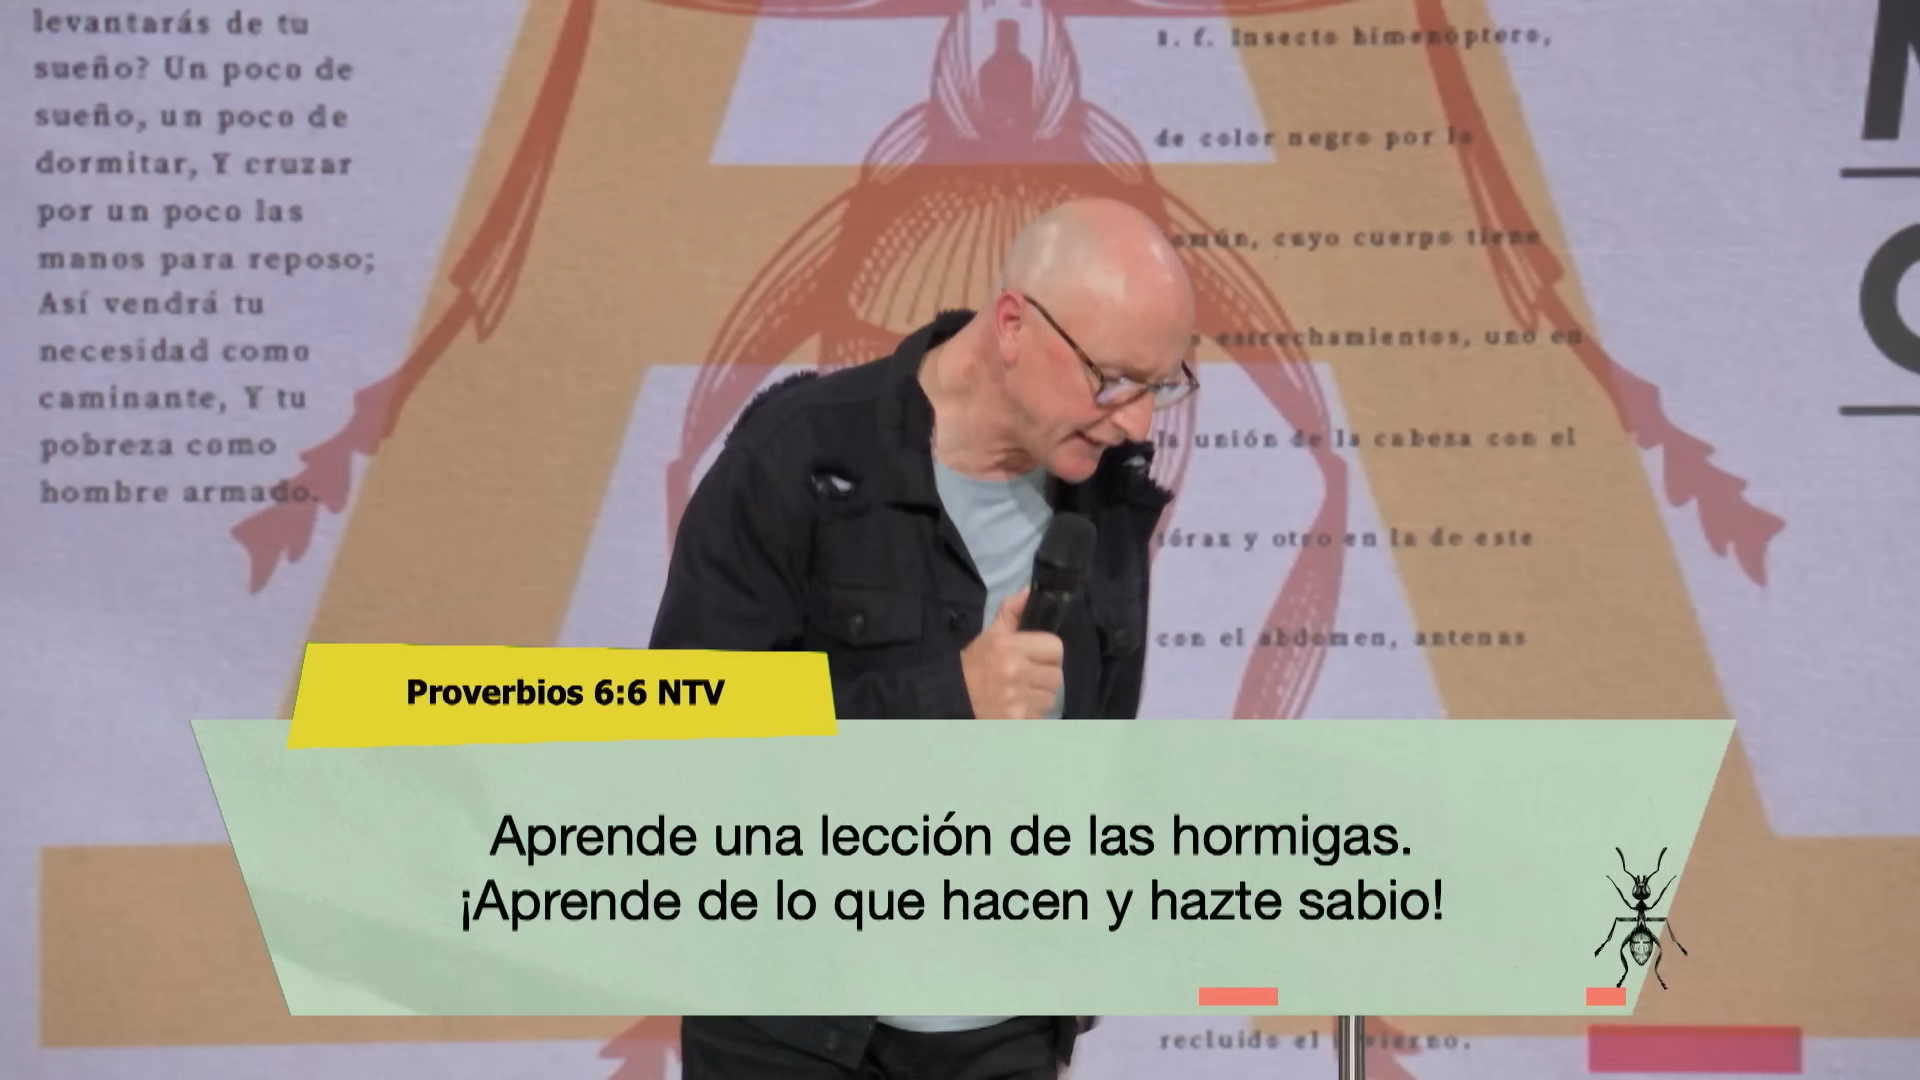 levantarás de tu
sueño? Un poco de
sueño, un poco de
dormitar, Y cruzar
por un poco las
manos para reposo;
Así vendrá tu
necesidad como
caminante, Y tu
pobreza como
hombre armado.
s. f. Insecto himenóptero,
de color negro por lo
cuyo cuerpo tiene
estrechamientos, uno en
la unión de la cabeza con el
tórax y otro en la de este
con el abdomen, antenas
recluido el
Proverbios 6:6 NTV
Aprende una lección de las hormigas.
¡Aprende de lo que hacen y hazte sabio!